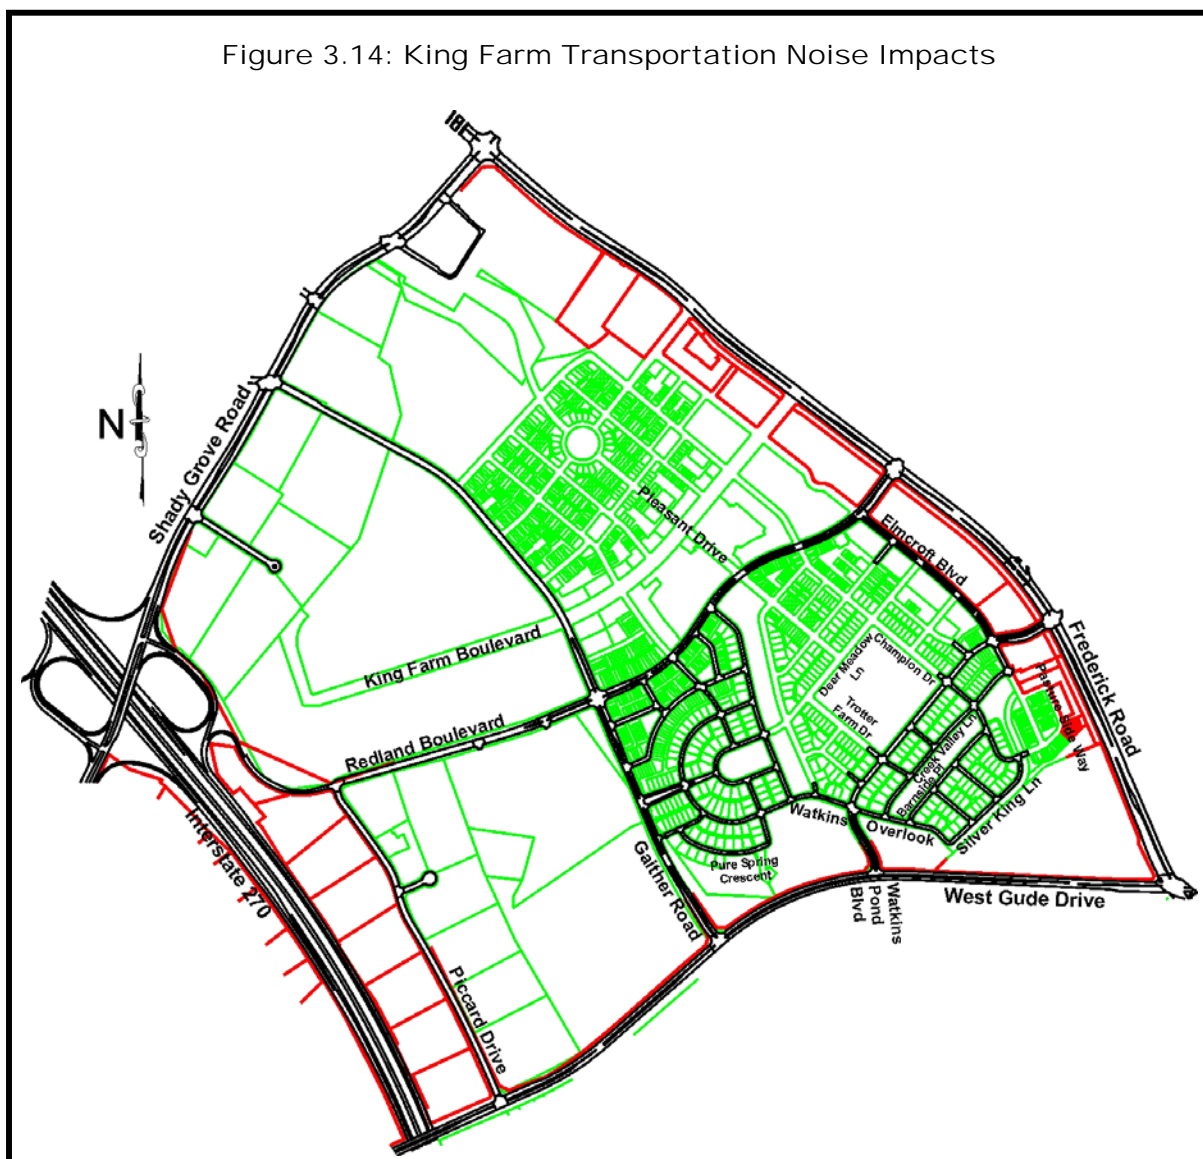 Figure 3.14: King Farm Transportation Noise Impacts
N
Shady Grove Road
Pleasant Drive
Elmcroft Blvd
Frederick Road
King Farm Boulevard
Deer Meadow
Ln
Champion Dr
Trotter
Farm Dr
Pasture Side Way
Redland Boulevard
Creek Valley Ln
Barnside Pl
Silver King Ln
Watkins
Overlook
Interstate 270
Gaither Road
Pure Spring
Crescent
Watkins
Pond
Blvd
West Gude Drive
Piccard Drive